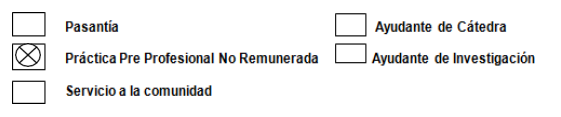 Pasantía
Ayudante de Cátedra
Práctica Pre Profesional No Remunerada
Ayudante de Investigación
Servicio a la comunidad